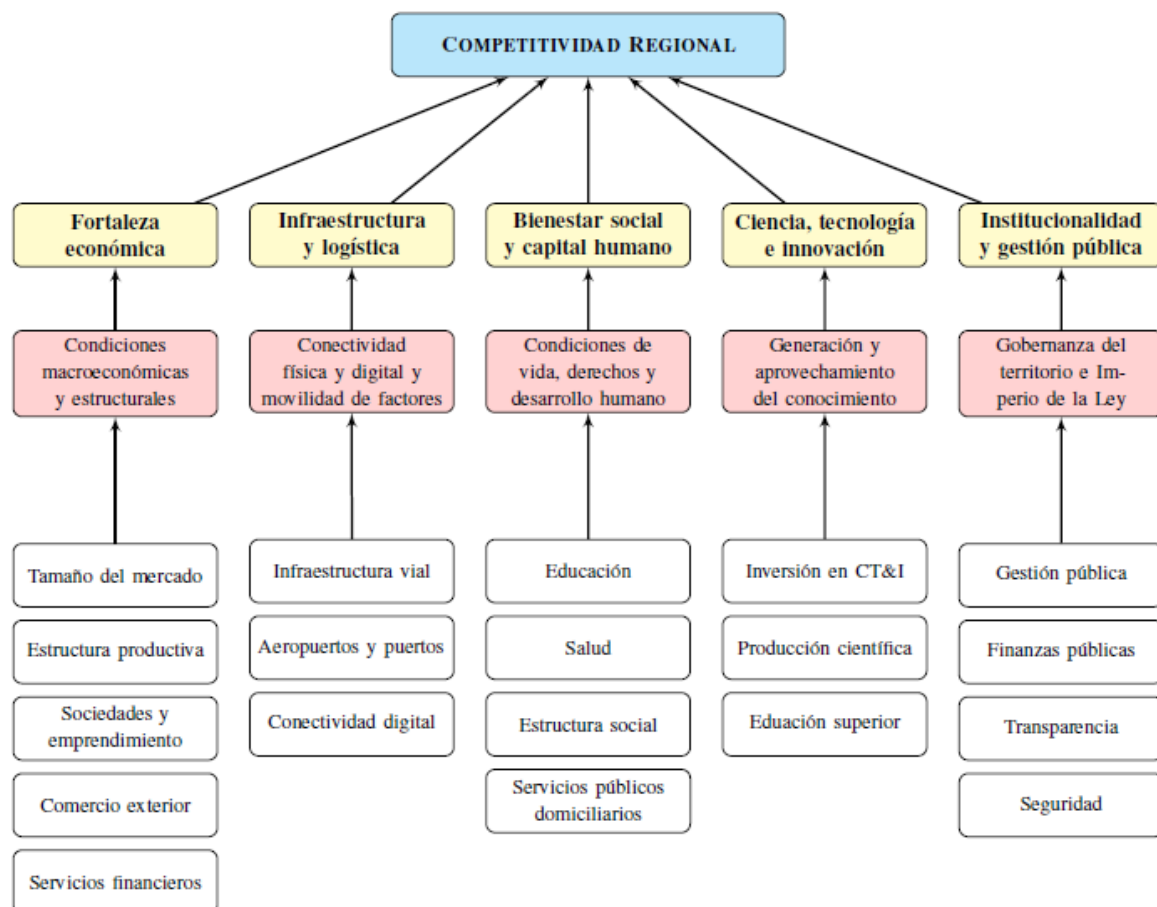 COMPETITIVIDAD REGIONAL
Fortaleza
económica
Infraestructura
y logística
Bienestar social
y capital humano
Ciencia, tecnología
e innovación
Institucionalidad
y gestión pública
Condiciones
macroeconómicas
y estructurales
Conectividad
física y digital y
movilidad de factores
Condiciones de
vida, derechos y
desarrollo humano
Generación y
aprovechamiento
del conocimiento
Gobernanza del
territorio e Im-
perio de la Ley
Tamaño del mercado
Infraestructura vial
Educación
Inversión en CT&I
Gestión pública
Estructura productiva
Aeropuertos y puertos
Salud
Producción científica
Finanzas públicas
Sociedades y
emprendimiento
Conectividad digital
Estructura social
Eduación superior
Transparencia
Comercio exterior
Servicios públicos
domiciliarios
Seguridad
Servicios financieros